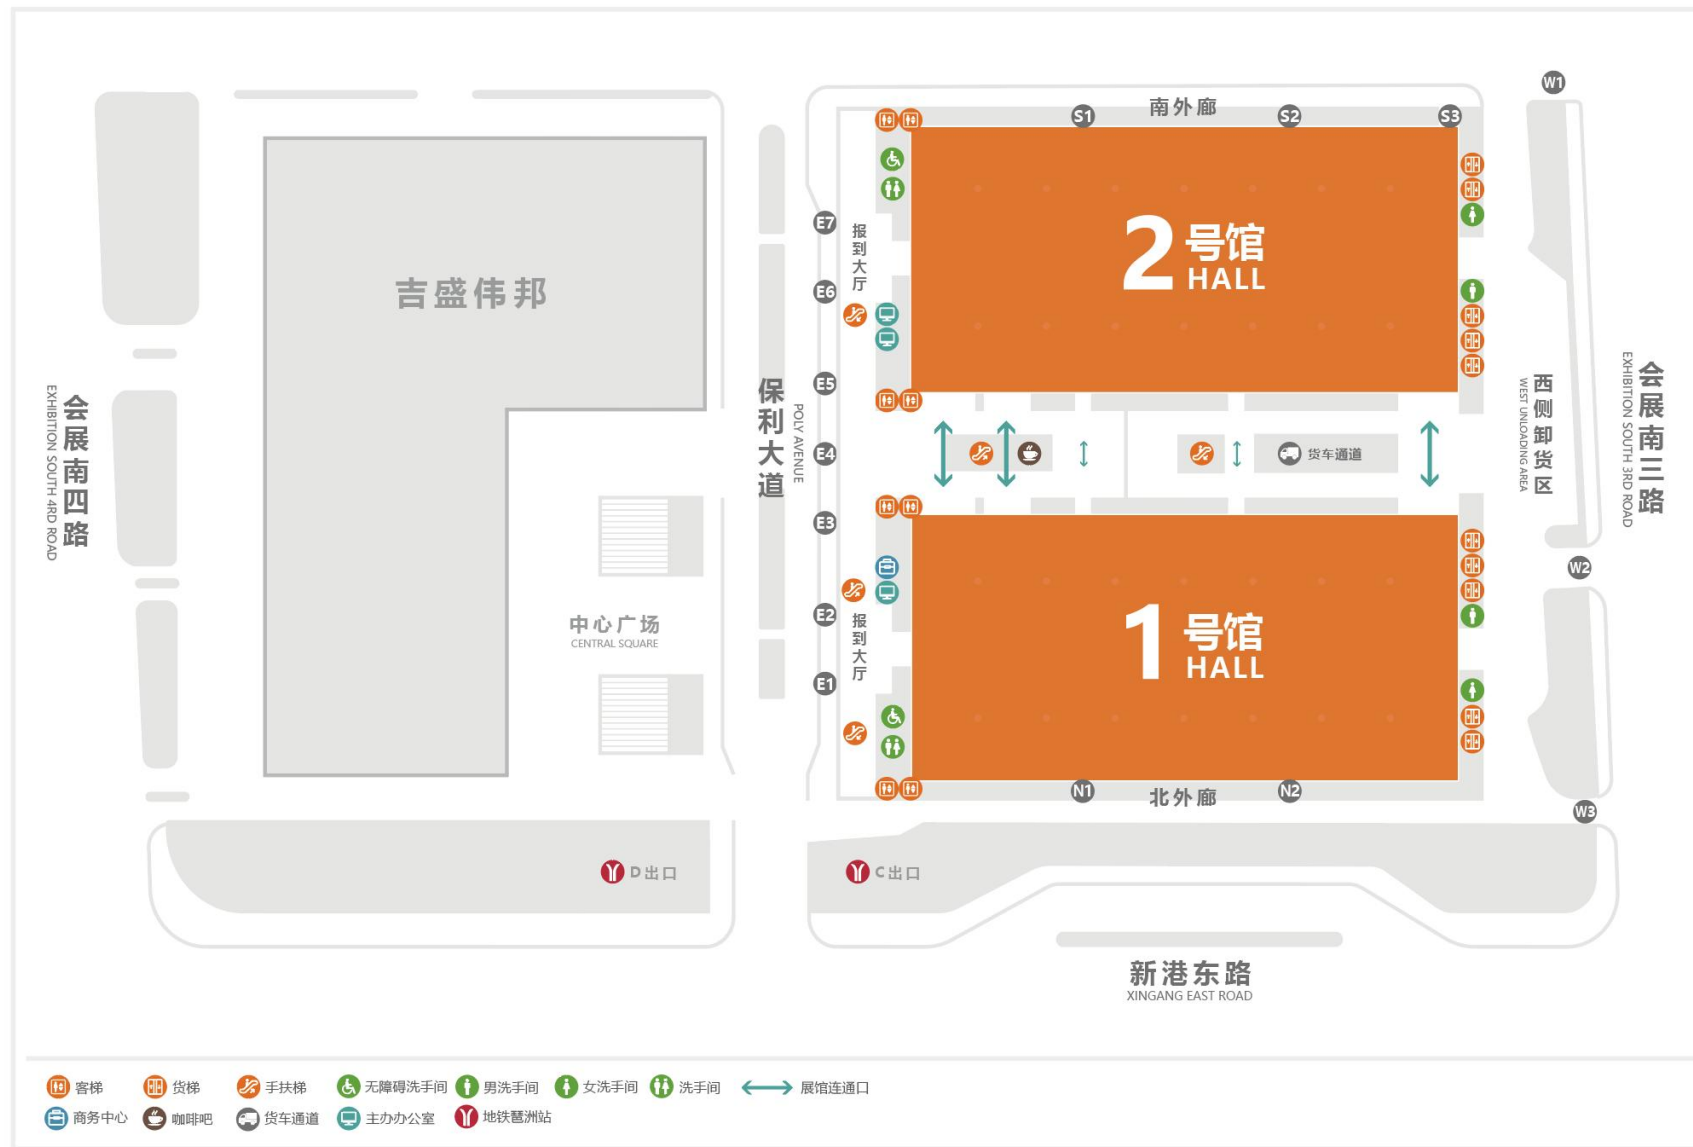 W1
南外廊
S1
S2
S3
E7
报到大厅
2号馆
HALL
吉盛伟邦
E6
E5
保利大道
POLY AVENUE
E4
货车通道
西侧卸货区
WEST UNLOADING AREA
会展南三路
EXHIBITION SOUTH 3RD ROAD
会展南四路
EXHIBITION SOUTH 4RD ROAD
E3
W2
中心广场
CENTRAL SQUARE
E2
报到大厅
1号馆
HALL
E1
N1
北外廊
N2
W3
D出口
C出口
新港东路
XINGANG EAST ROAD
客梯
货梯
手扶梯
无障碍洗手间
男洗手间
女洗手间
洗手间
展馆连通口
商务中心
咖啡吧
货车通道
主办办公室
地铁琶洲站